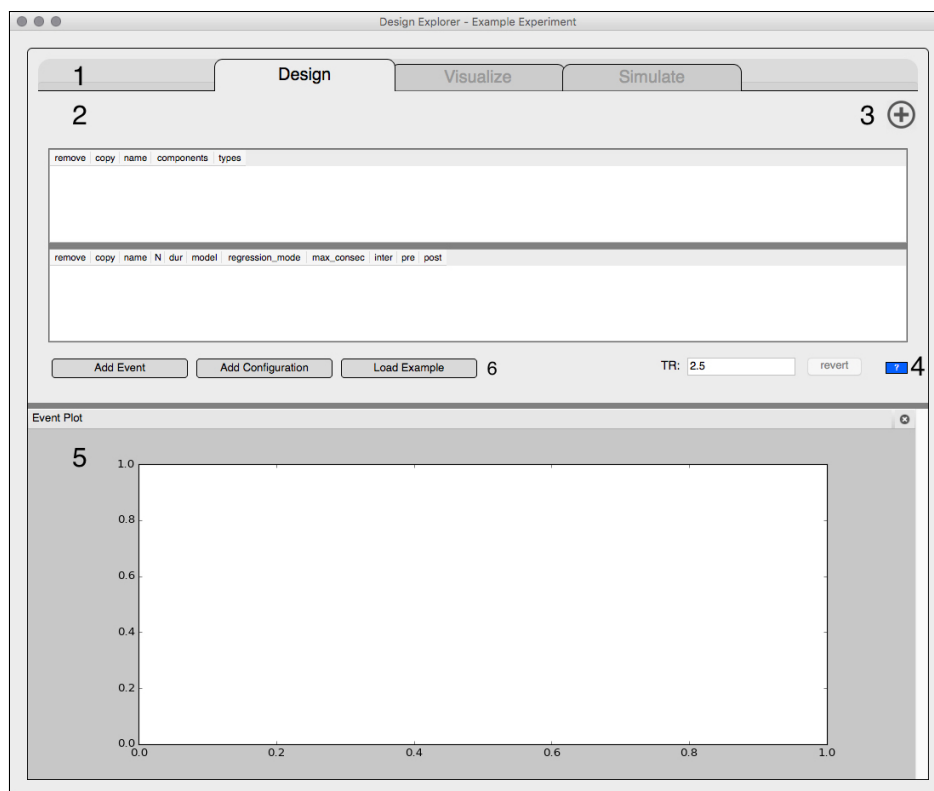 Design Explorer - Example Experiment
1 Design Visualize Simulate
2 3
remove copy name components types
remove copy name N dur model regression_mode max_consec inter pre post
Add Event Add Configuration Load Example 6 TR: 2.5 revert ? 4
Event Plot
5
1.0
0.8
0.6
0.4
0.2
0.0
0.0 0.2 0.4 0.6 0.8 1.0